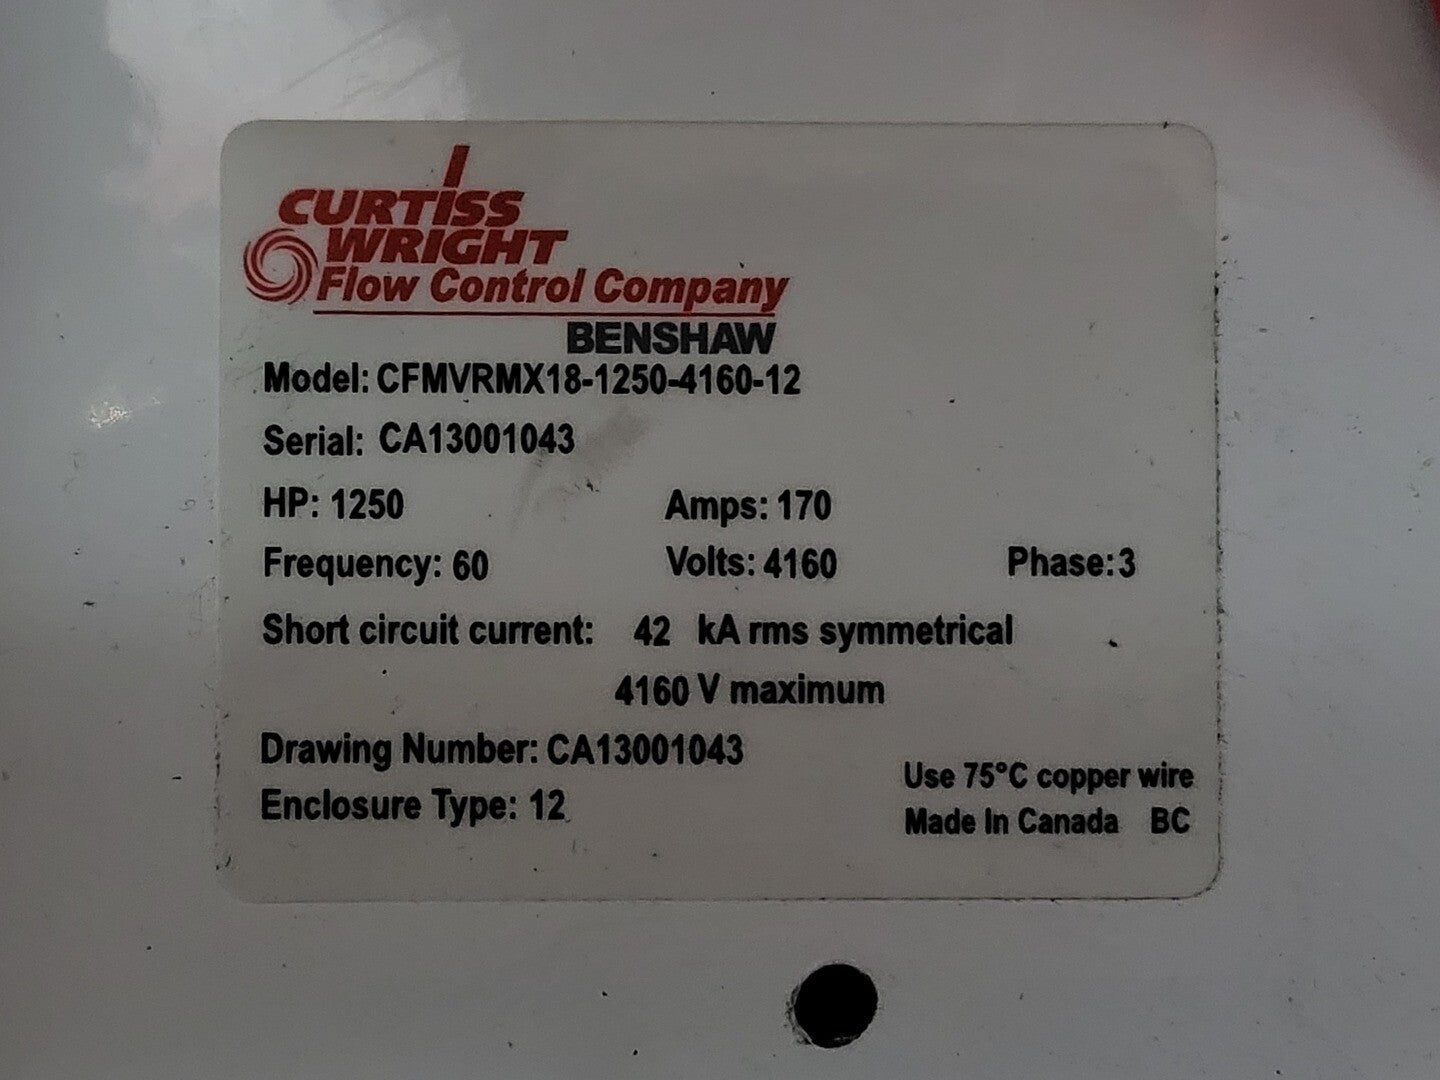 CURTISS
WRIGHT
Flow Control Company
BENSHAW
Model: CFMVRMX18-1250-4160-12
Serial: CA13001043
HP: 1250 Amps: 170
Frequency: 60 Volts: 4160 Phase: 3
Short circuit current: 42 kA rms symmetrical
4160 V maximum
Drawing Number: CA13001043
Use 75°C copper wire
Enclosure Type: 12
Made In Canada BC